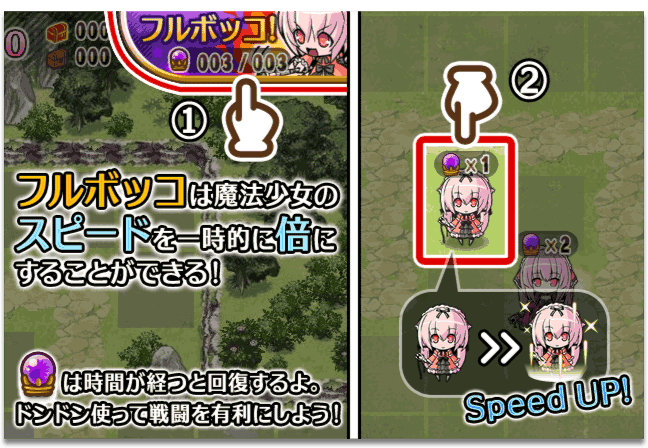 0
000
000
フルボッコ!
003/003
①
フルボッコは魔法少女の
スピードを一時的に倍に
することができる!
は時間が経つと回復するよ。
ドンドン使って戦闘を有利にしよう!
②
×1
×2
Speed UP!